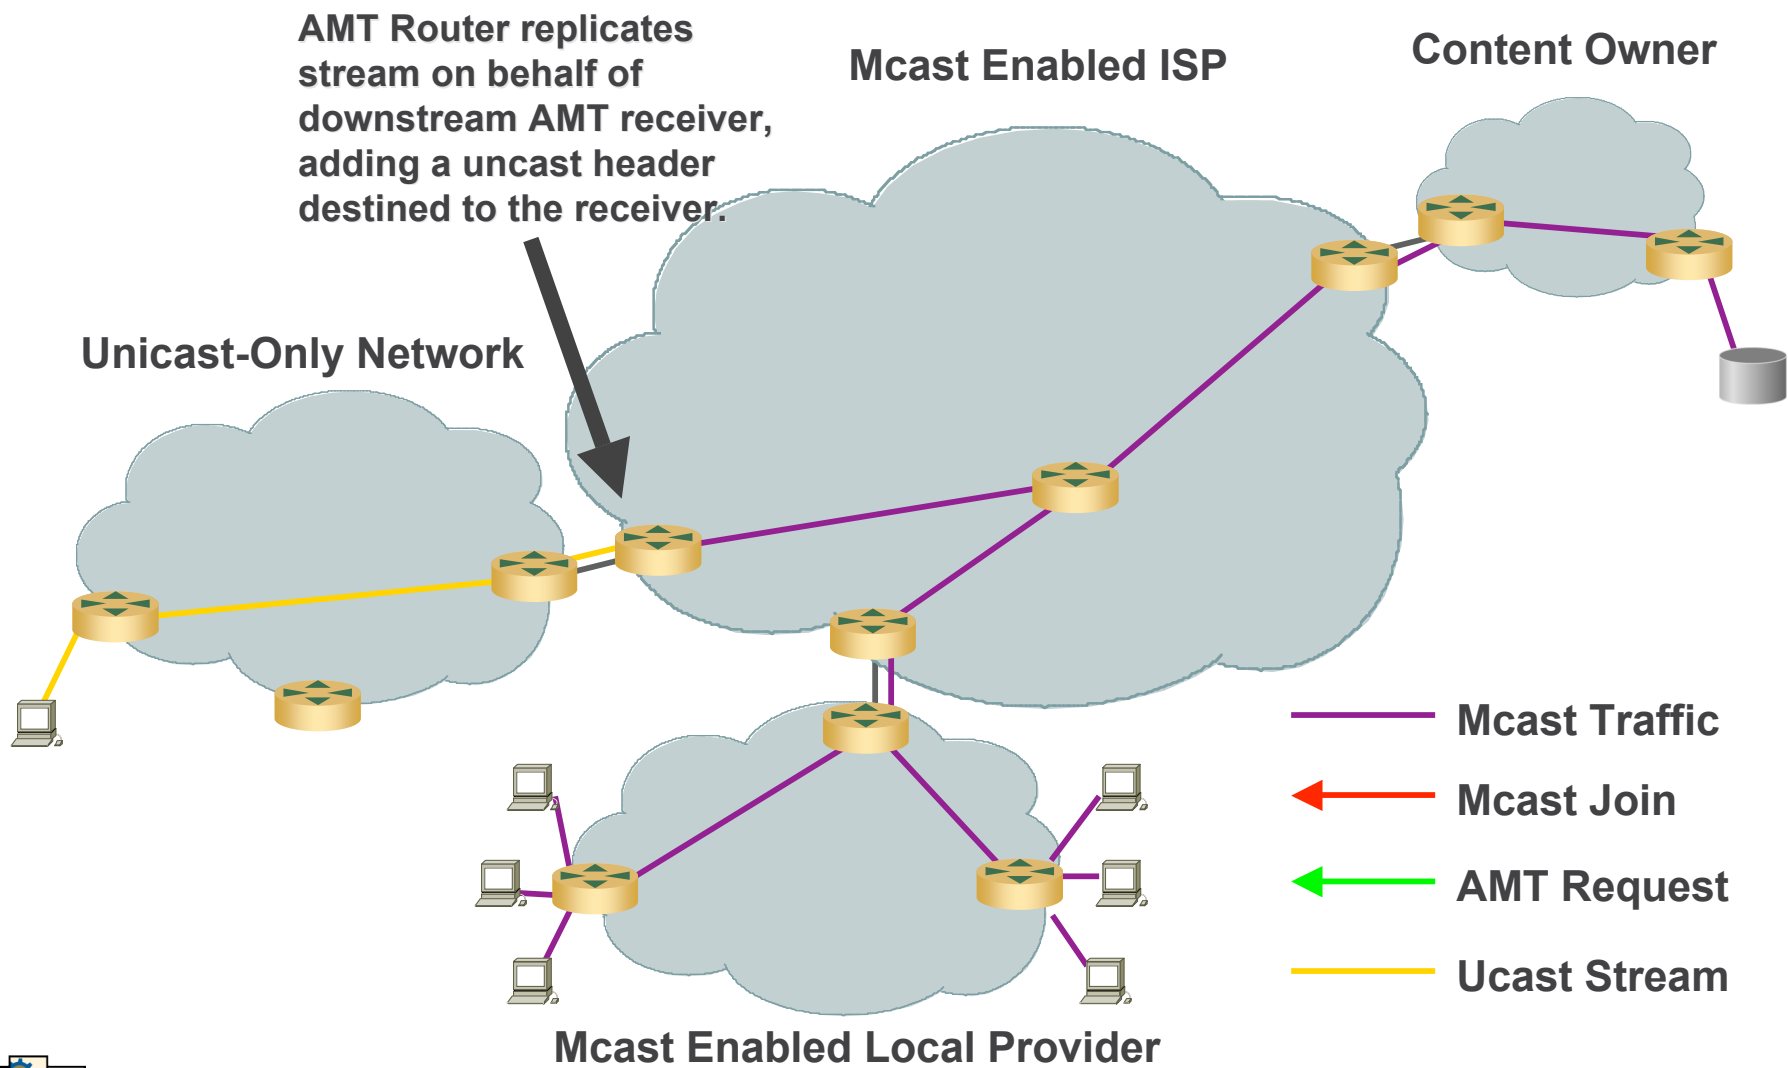 AMT Router replicates
stream on behalf of
downstream AMT receiver,
adding a uncast header
destined to the receiver.
Mcast Enabled ISP
Content Owner
Unicast-Only Network
Mcast Traffic
Mcast Join
AMT Request
Ucast Stream
Mcast Enabled Local Provider